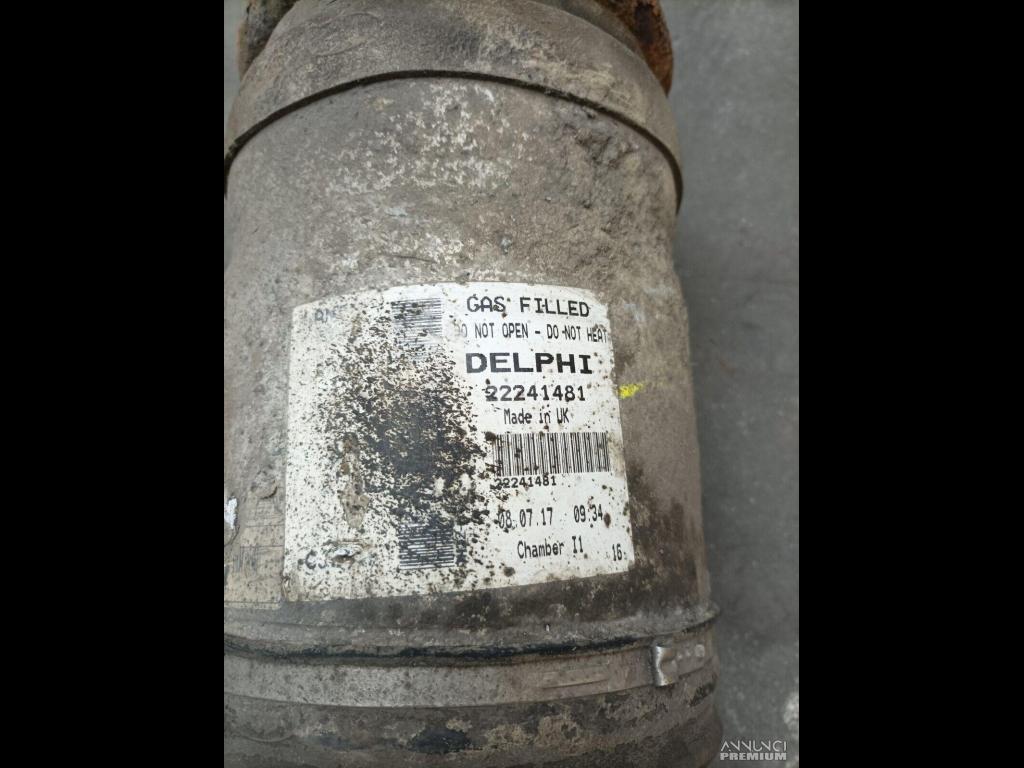 GAS FILLED
DO NOT OPEN - DO NOT HEAT
DELPHI
22241481
Made in UK
22241481
08.07.17 09:34
Chamber I1 16
ANNUNCI
PREMIUM